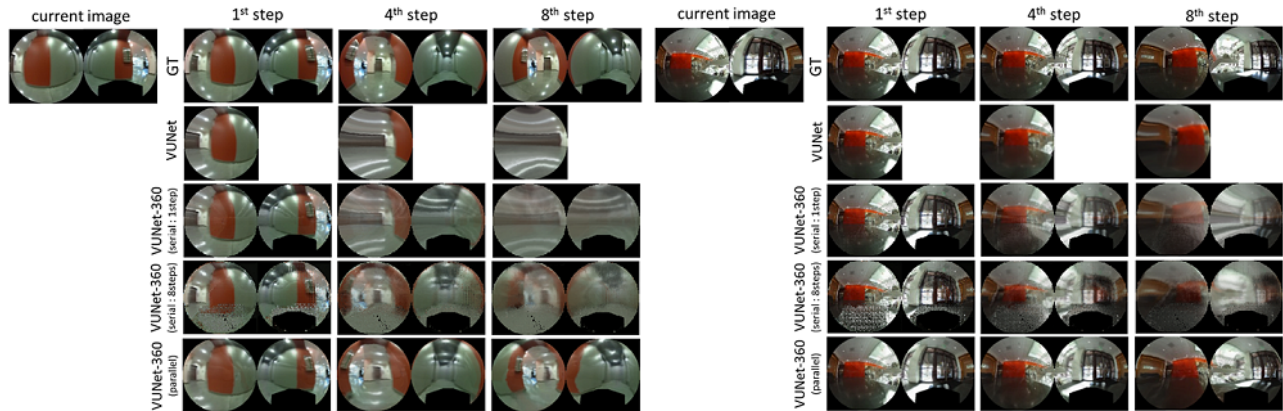 current image
1st step
4th step
8th step
GT
VUNet
VUNet-360
(serial : 1step)
VUNet-360
(serial : 8steps)
VUNet-360
(parallel)
current image
1st step
4th step
8th step
GT
VUNet
VUNet-360
(serial : 1step)
VUNet-360
(serial : 8steps)
VUNet-360
(parallel)